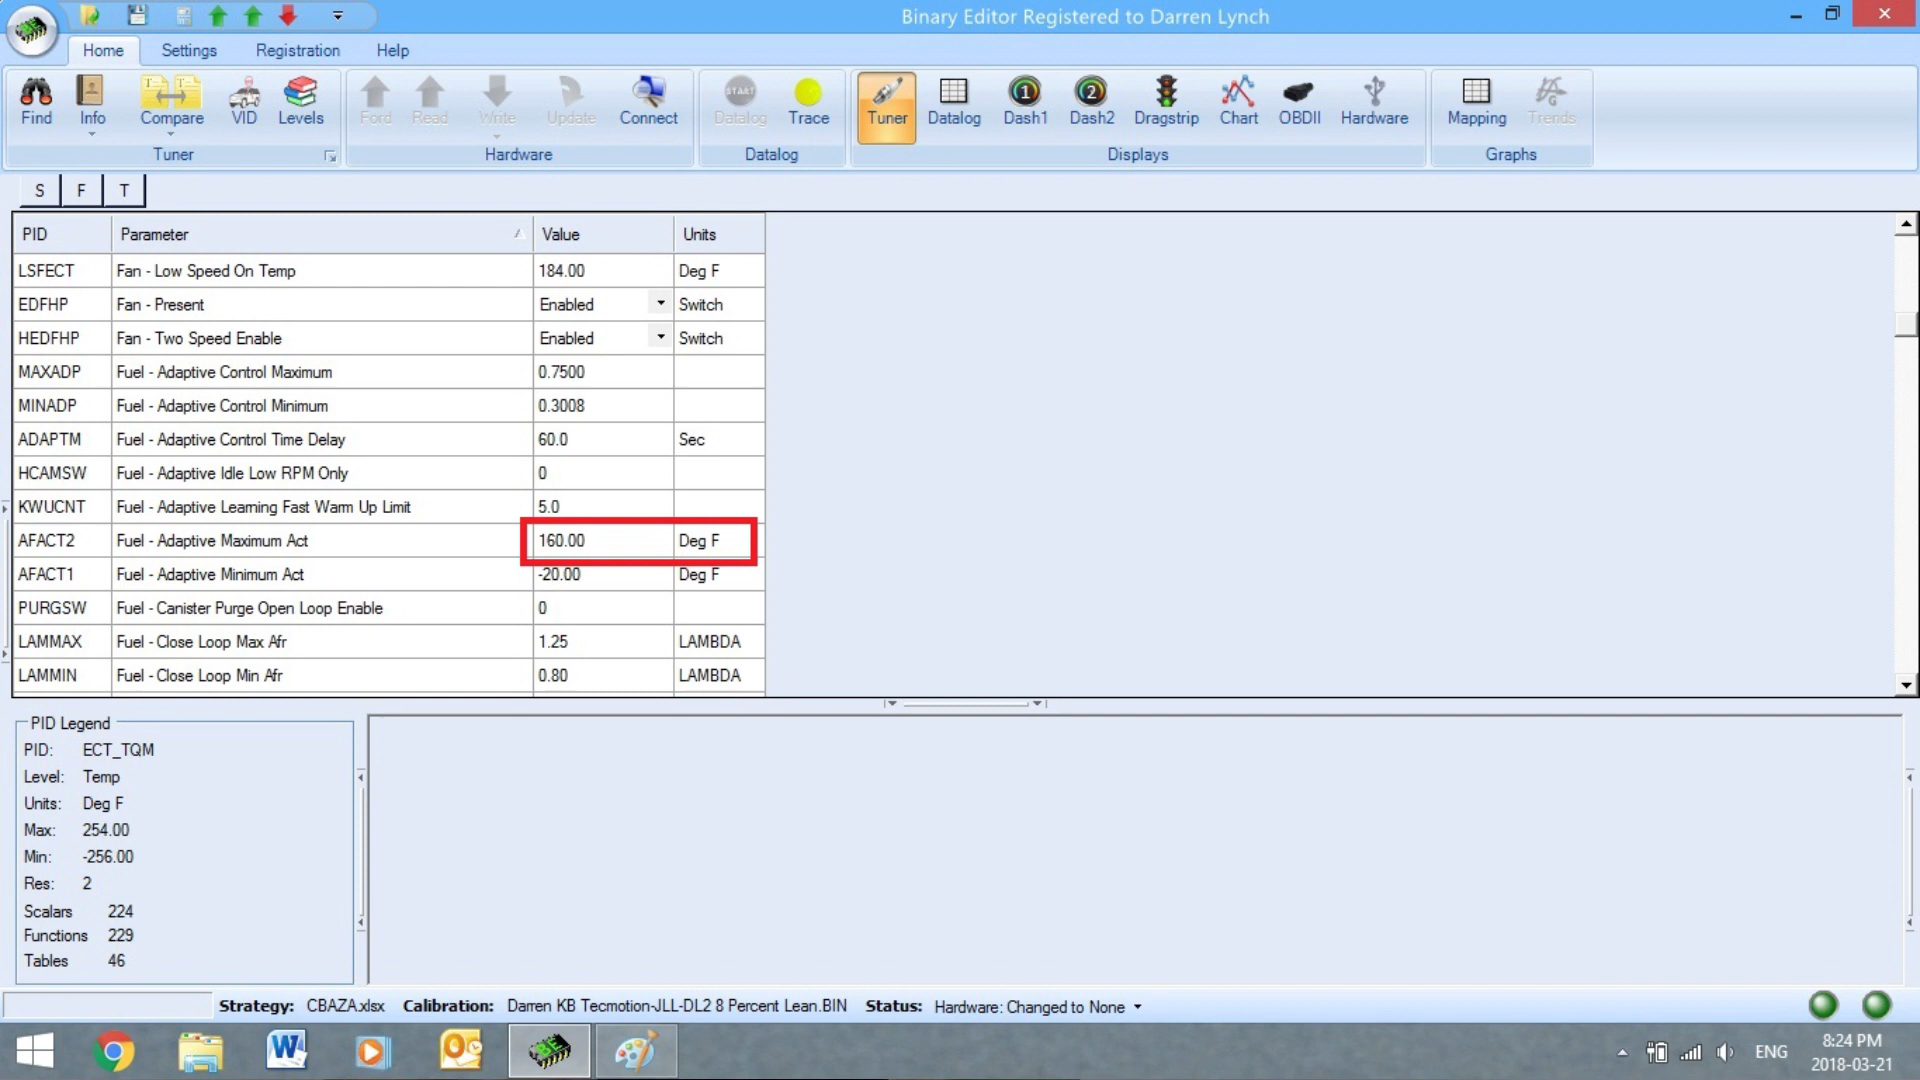 Binary Editor Registered to Darren Lynch
Home Settings Registration Help
Find Info Compare VID Levels Ford Read Write Update Connect START Datalog Trace Tuner Datalog 1 Dash1 2 Dash2 Dragstrip Chart OBDII Hardware Mapping Trends
Tuner Hardware Datalog Displays Graphs
S F T
PID Parameter Value Units
LSFECT Fan - Low Speed On Temp 184.00 Deg F
EDFHP Fan - Present Enabled Switch
HEDFHP Fan - Two Speed Enable Enabled Switch
MAXADP Fuel - Adaptive Control Maximum 0.7500
MINADP Fuel - Adaptive Control Minimum 0.3008
ADAPTM Fuel - Adaptive Control Time Delay 60.0 Sec
HCAMSW Fuel - Adaptive Idle Low RPM Only 0
KWUCNT Fuel - Adaptive Learning Fast Warm Up Limit 5.0
AFACT2 Fuel - Adaptive Maximum Act 160.00 Deg F
AFACT1 Fuel - Adaptive Minimum Act -20.00 Deg F
PURGSW Fuel - Canister Purge Open Loop Enable 0
LAMMAX Fuel - Close Loop Max Afr 1.25 LAMBDA
LAMMIN Fuel - Close Loop Min Afr 0.80 LAMBDA
PID Legend
PID: ECT_TQM
Level: Temp
Units: Deg F
Max: 254.00
Min: -256.00
Res: 2
Scalars 224
Functions 229
Tables 46
Strategy: CBAZA.xlsx Calibration: Darren KB Tecmotion-JLL-DL2 8 Percent Lean.BIN Status: Hardware: Changed to None
ENG 8:24 PM
2018-03-21